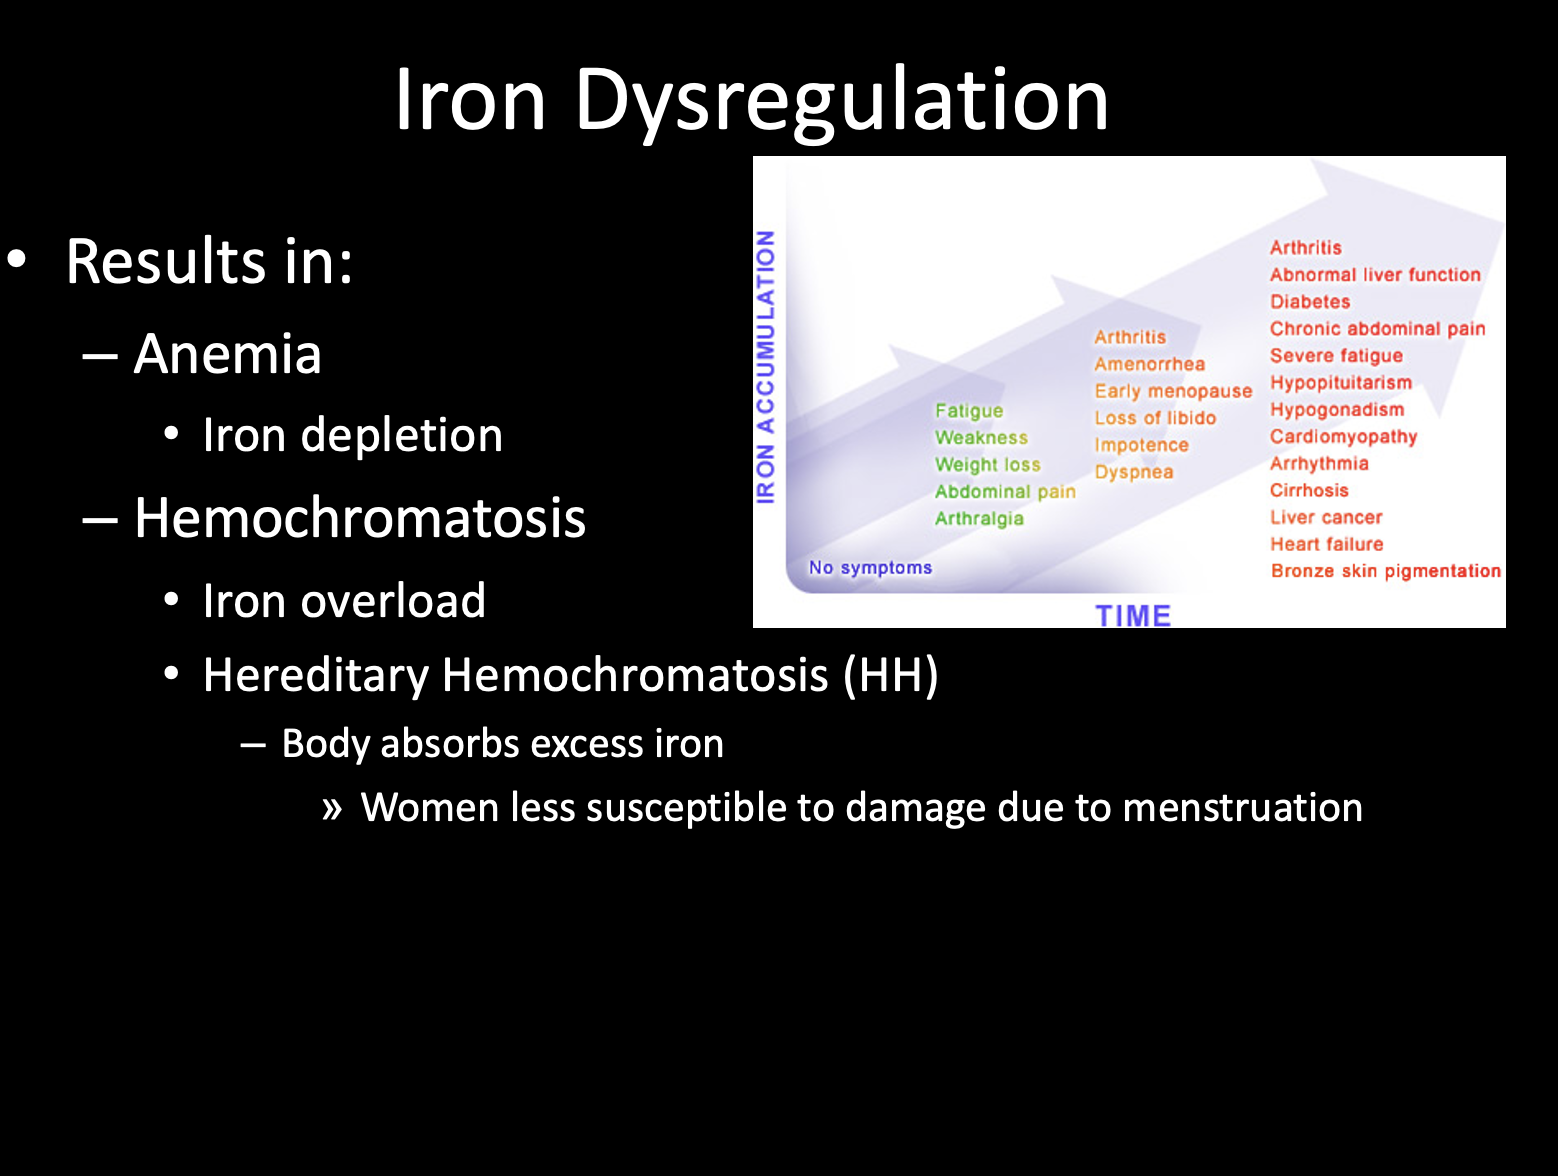 Iron Dysregulation
• Results in:
– Anemia
• Iron depletion
– Hemochromatosis
• Iron overload
• Hereditary Hemochromatosis (HH)
– Body absorbs excess iron
» Women less susceptible to damage due to menstruation
IRON ACCUMULATION
No symptoms
Fatigue
Weakness
Weight loss
Abdominal pain
Arthralgia
Arthritis
Amenorrhea
Early menopause
Loss of libido
Impotence
Dyspnea
Arthritis
Abnormal liver function
Diabetes
Chronic abdominal pain
Severe fatigue
Hypopituitarism
Hypogonadism
Cardiomyopathy
Arrhythmia
Cirrhosis
Liver cancer
Heart failure
Bronze skin pigmentation
TIME